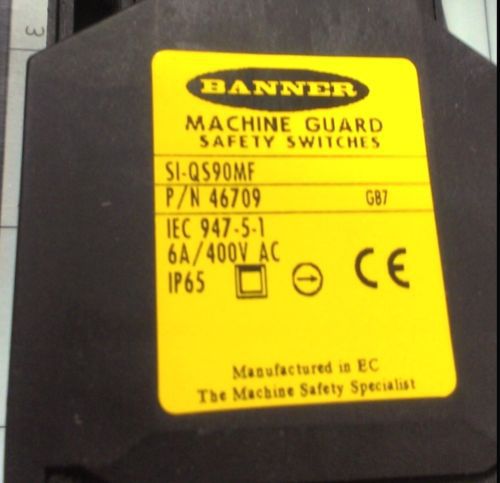 3
BANNER
MACHINE GUARD
SAFETY SWITCHES
SI-QS90MF
P/N 46709 GB7
IEC 947-5-1
6A/400V AC
IP65 CE
Manufactured in EC
The Machine Safety Specialist